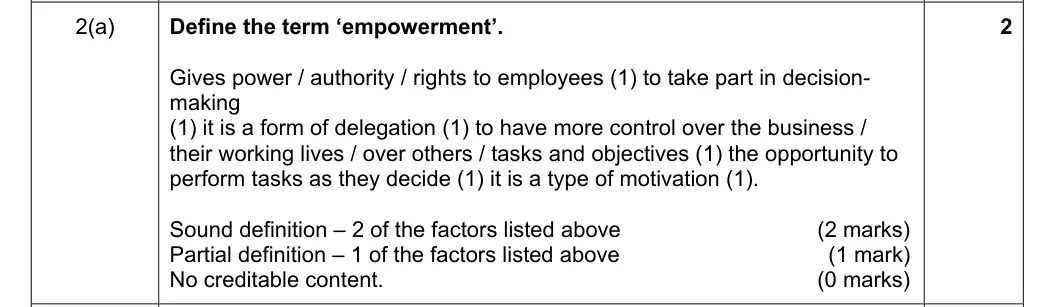 2(a) Define the term ‘empowerment’. 2
Gives power / authority / rights to employees (1) to take part in decision-
making
(1) it is a form of delegation (1) to have more control over the business /
their working lives / over others / tasks and objectives (1) the opportunity to
perform tasks as they decide (1) it is a type of motivation (1).
Sound definition – 2 of the factors listed above (2 marks)
Partial definition – 1 of the factors listed above (1 mark)
No creditable content. (0 marks)